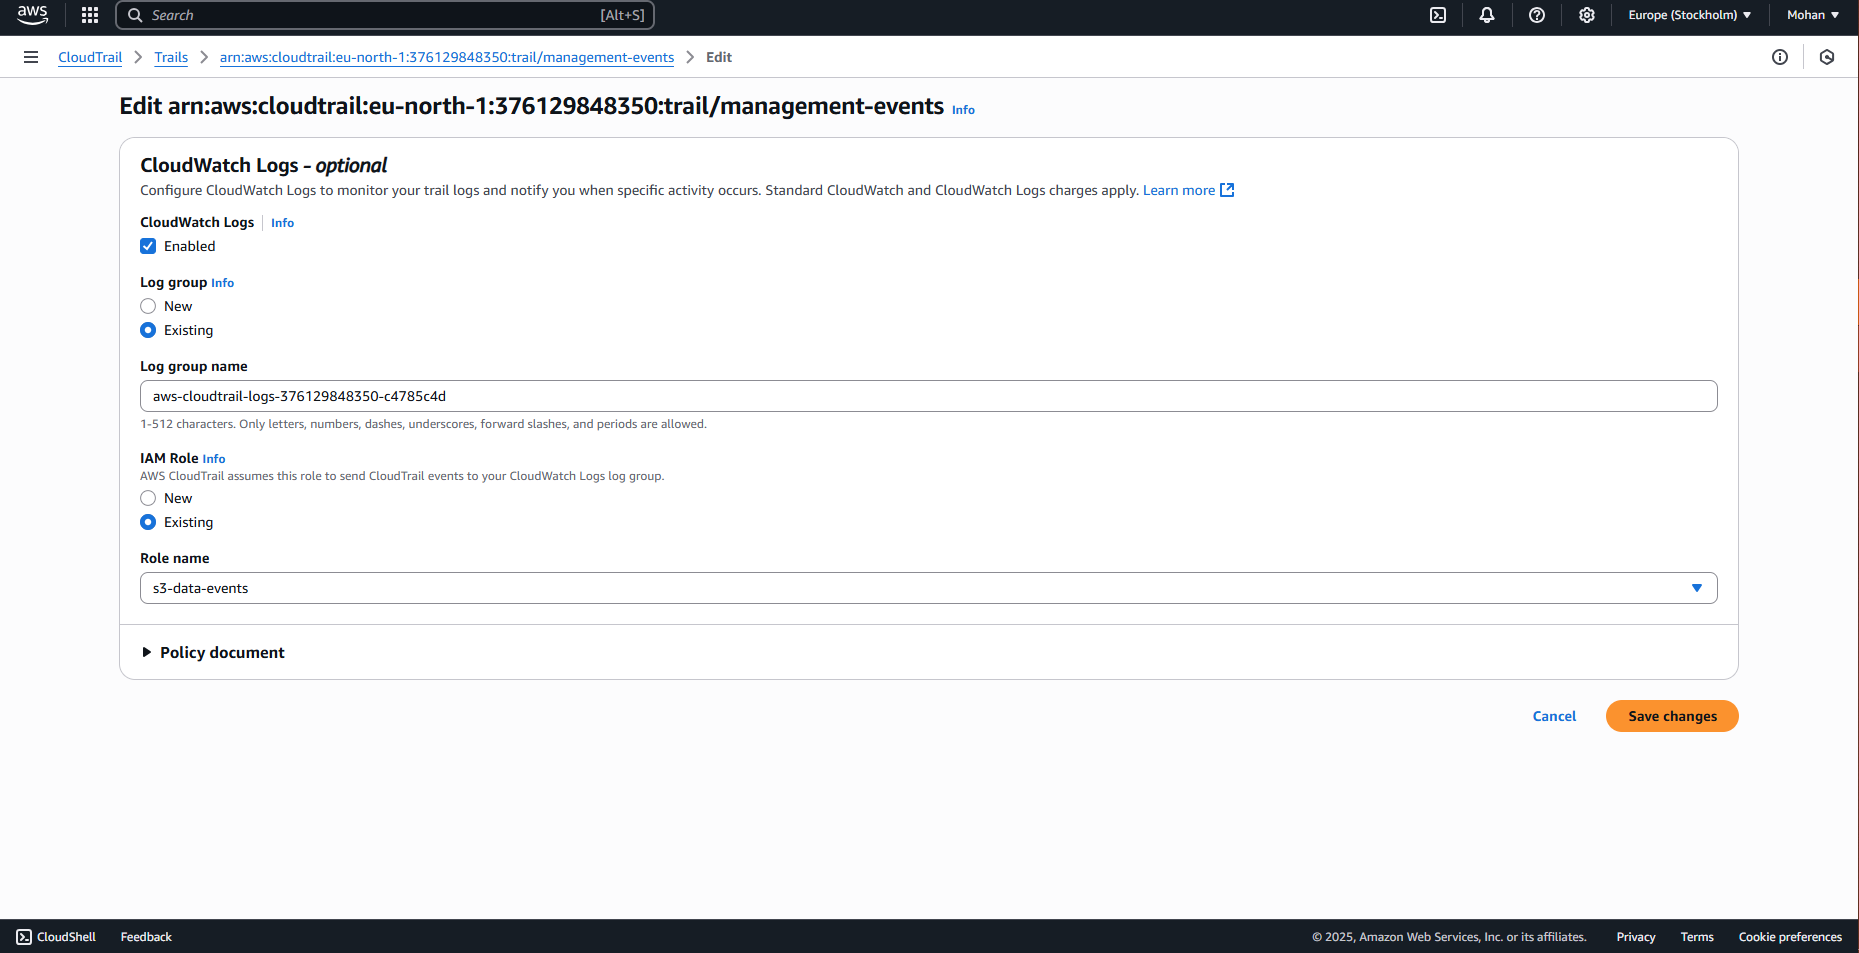 aws
Search [Alt+S] Europe (Stockholm) Mohan
CloudTrail Trails arn:aws:cloudtrail:eu-north-1:376129848350:trail/management-events Edit
Edit arn:aws:cloudtrail:eu-north-1:376129848350:trail/management-events Info
CloudWatch Logs - optional
Configure CloudWatch Logs to monitor your trail logs and notify you when specific activity occurs. Standard CloudWatch and CloudWatch Logs charges apply. Learn more
CloudWatch Logs Info
Enabled
Log group Info
New
Existing
Log group name
aws-cloudtrail-logs-376129848350-c4785c4d
1-512 characters. Only letters, numbers, dashes, underscores, forward slashes, and periods are allowed.
IAM Role Info
AWS CloudTrail assumes this role to send CloudTrail events to your CloudWatch Logs log group.
New
Existing
Role name
s3-data-events
Policy document
Cancel Save changes
CloudShell Feedback © 2025, Amazon Web Services, Inc. or its affiliates. Privacy Terms Cookie preferences